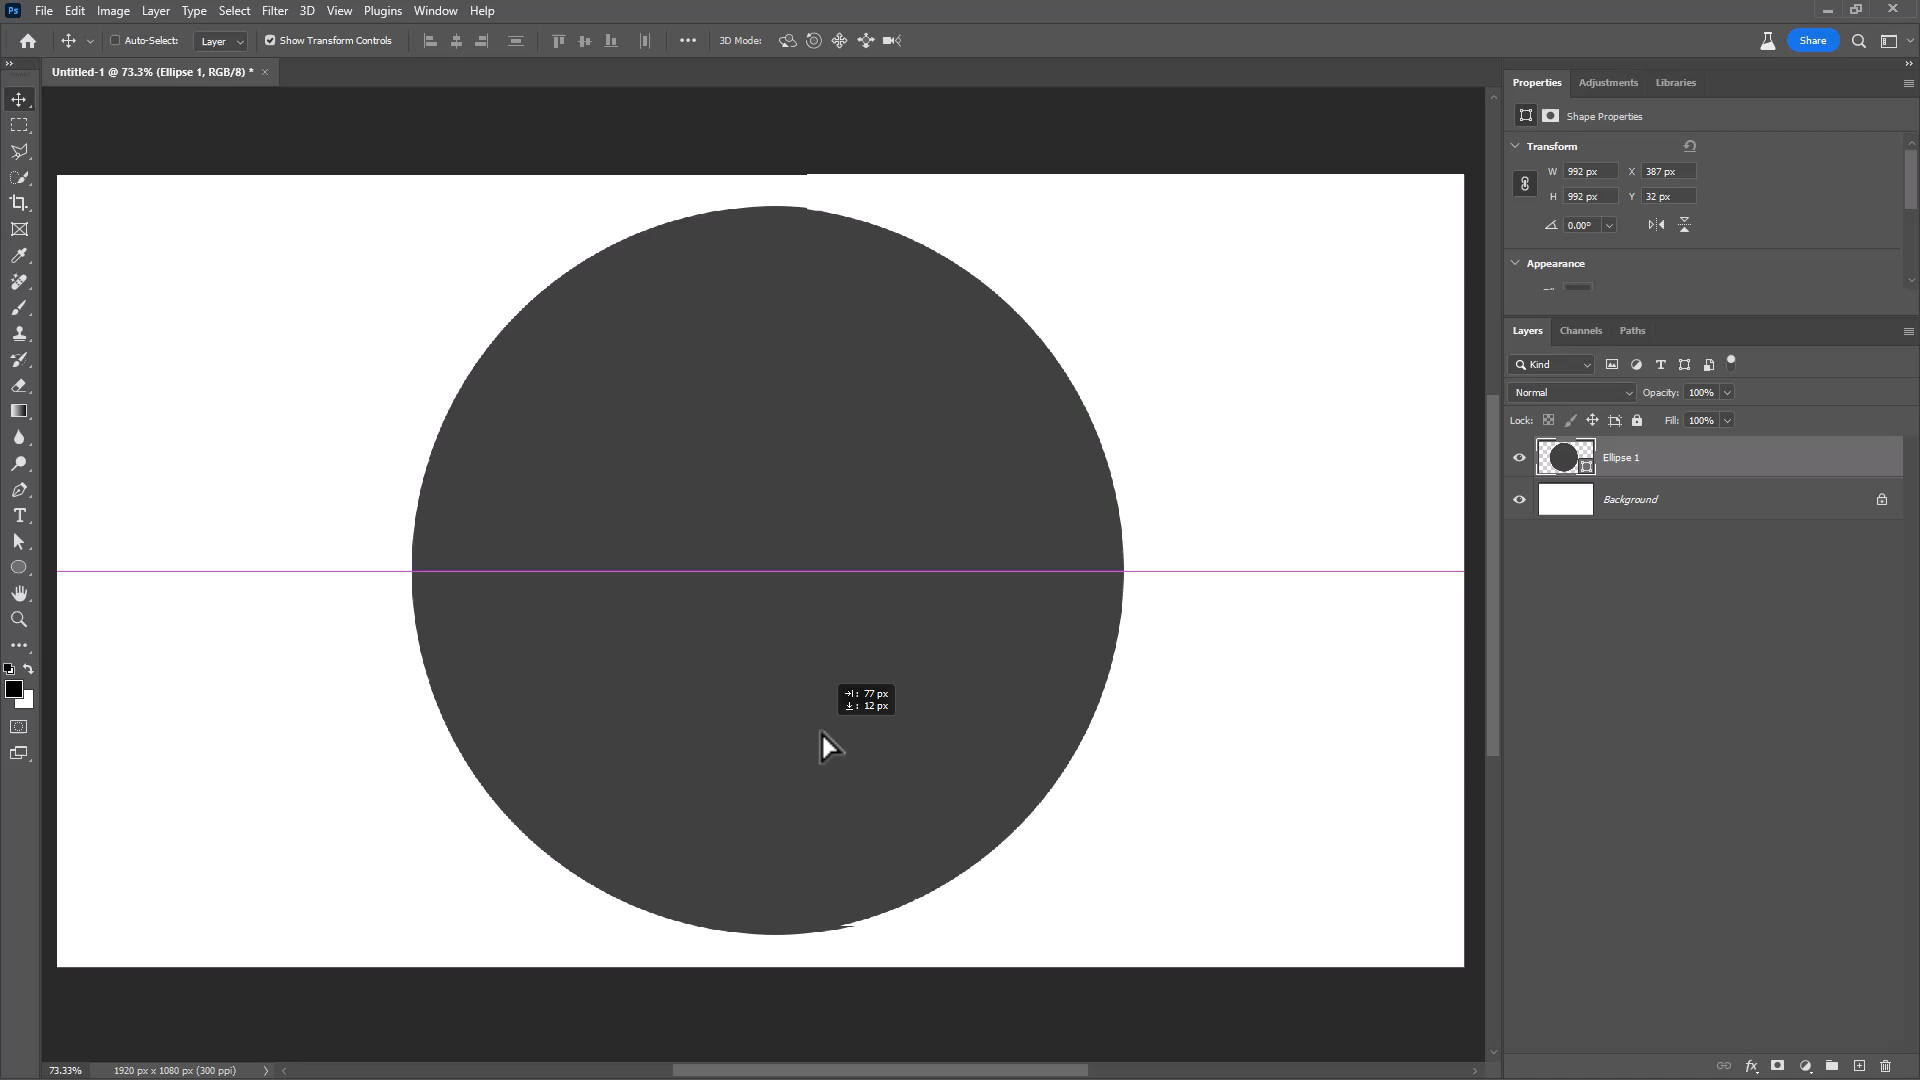 Ps File Edit Image Layer Type Select Filter 3D View Plugins Window Help
Auto-Select: Layer Show Transform Controls 3D Mode: Share
Untitled-1 @ 73.3% (Ellipse 1, RGB/8) * ×
Properties Adjustments Libraries
Shape Properties
Transform
W 992 px X 387 px
H 992 px Y 32 px
0.00°
Appearance
Layers Channels Paths
Kind
Normal Opacity: 100%
Lock: Fill: 100%
Ellipse 1
Background
: 77 px
: 12 px
73.33% 1920 px x 1080 px (300 ppi)